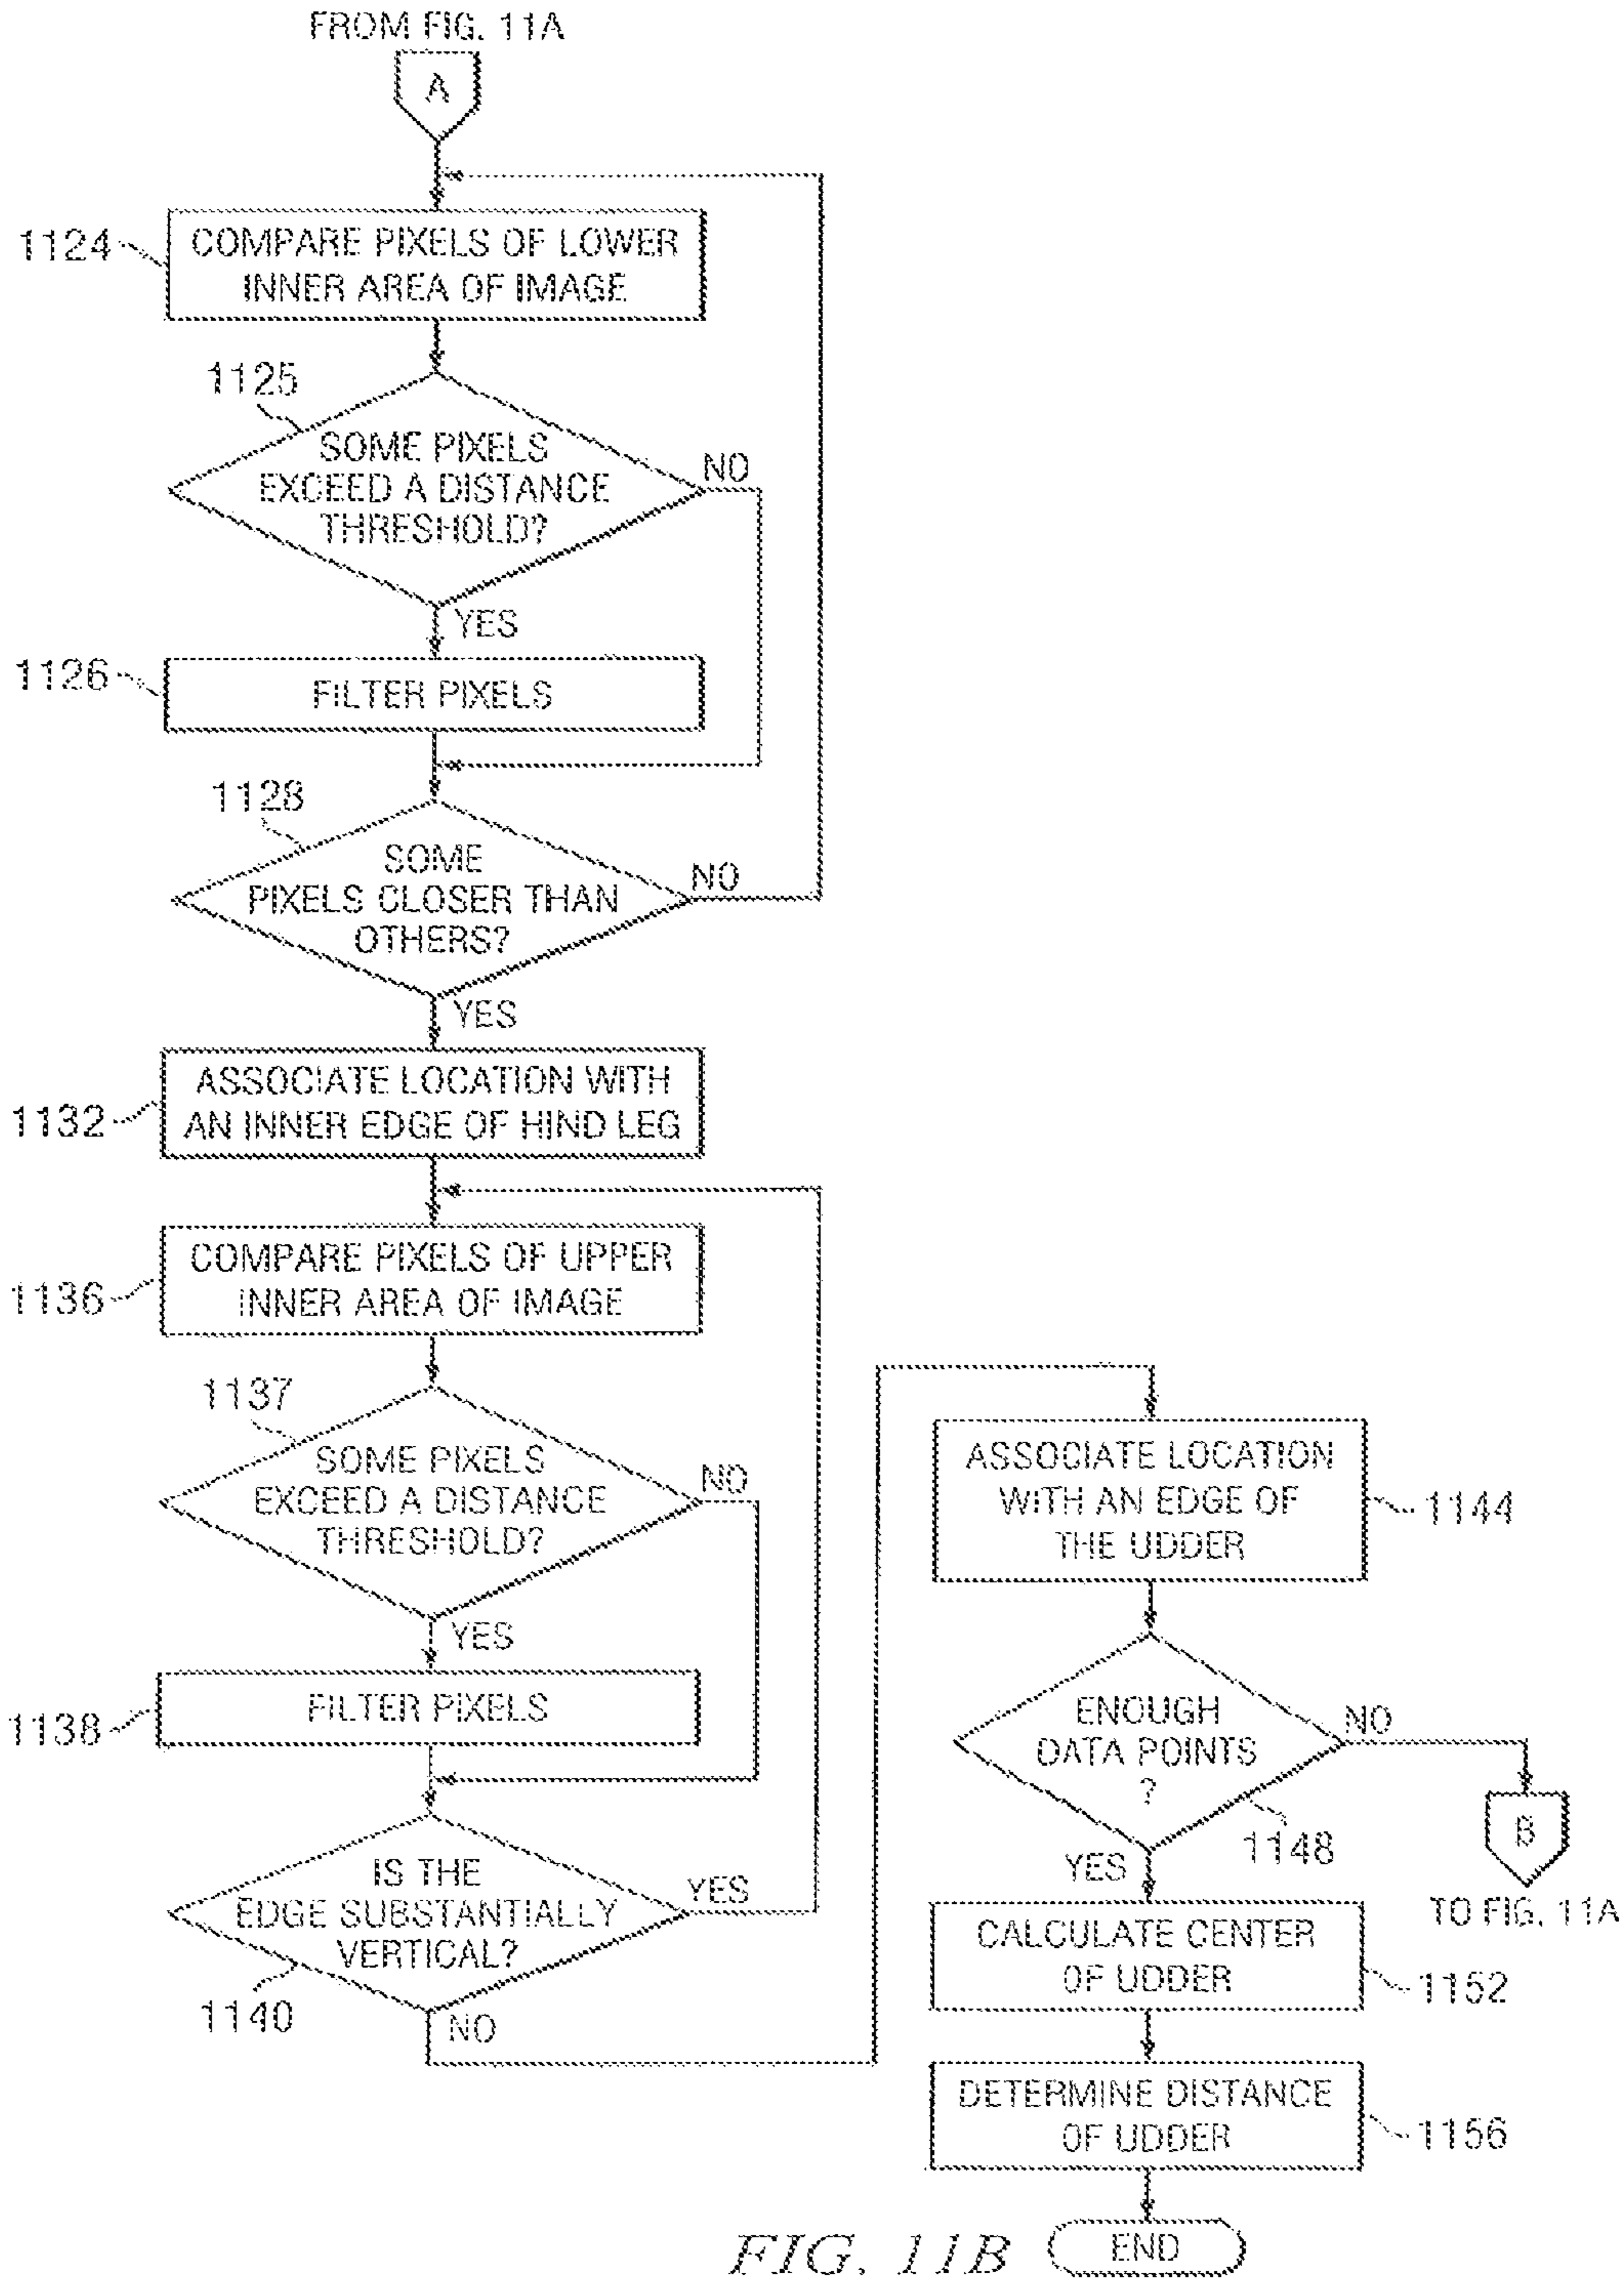 FROM FIG. 11A
A
1124
COMPARE PIXELS OF LOWER
INNER AREA OF IMAGE
1125
SOME PIXELS
EXCEED A DISTANCE
THRESHOLD?
NO
YES
1126
FILTER PIXELS
1128
SOME
PIXELS CLOSER THAN
OTHERS?
NO
YES
1132
ASSOCIATE LOCATION WITH
AN INNER EDGE OF HIND LEG
1136
COMPARE PIXELS OF UPPER
INNER AREA OF IMAGE
1137
SOME PIXELS
EXCEED A DISTANCE
THRESHOLD?
NO
YES
1138
FILTER PIXELS
IS THE
EDGE SUBSTANTIALLY
VERTICAL?
YES
1140
NO
ASSOCIATE LOCATION
WITH AN EDGE OF
THE UDDER
1144
ENOUGH
DATA POINTS
?
NO
1148
YES
B
TO FIG. 11A
CALCULATE CENTER
OF UDDER
1152
DETERMINE DISTANCE
OF UDDER
1156
END
FIG. 11B